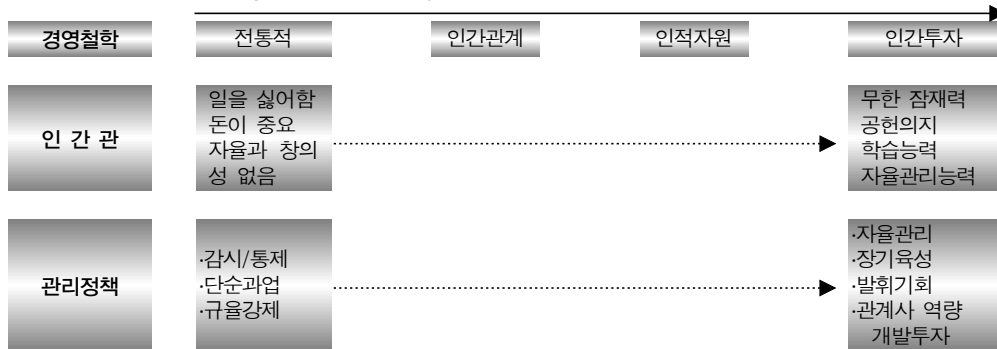 경영철학 전통적 인간관계 인적자원 인간투자
인 간 관
일을 싫어함
돈이 중요
자율과 창의
성 없음
무한 잠재력
공헌의지
학습능력
자율관리능력
관리정책
·감시/통제
·단순과업
·규율강제
·자율관리
·장기육성
·발휘기회
·관계사 역량
개발투자